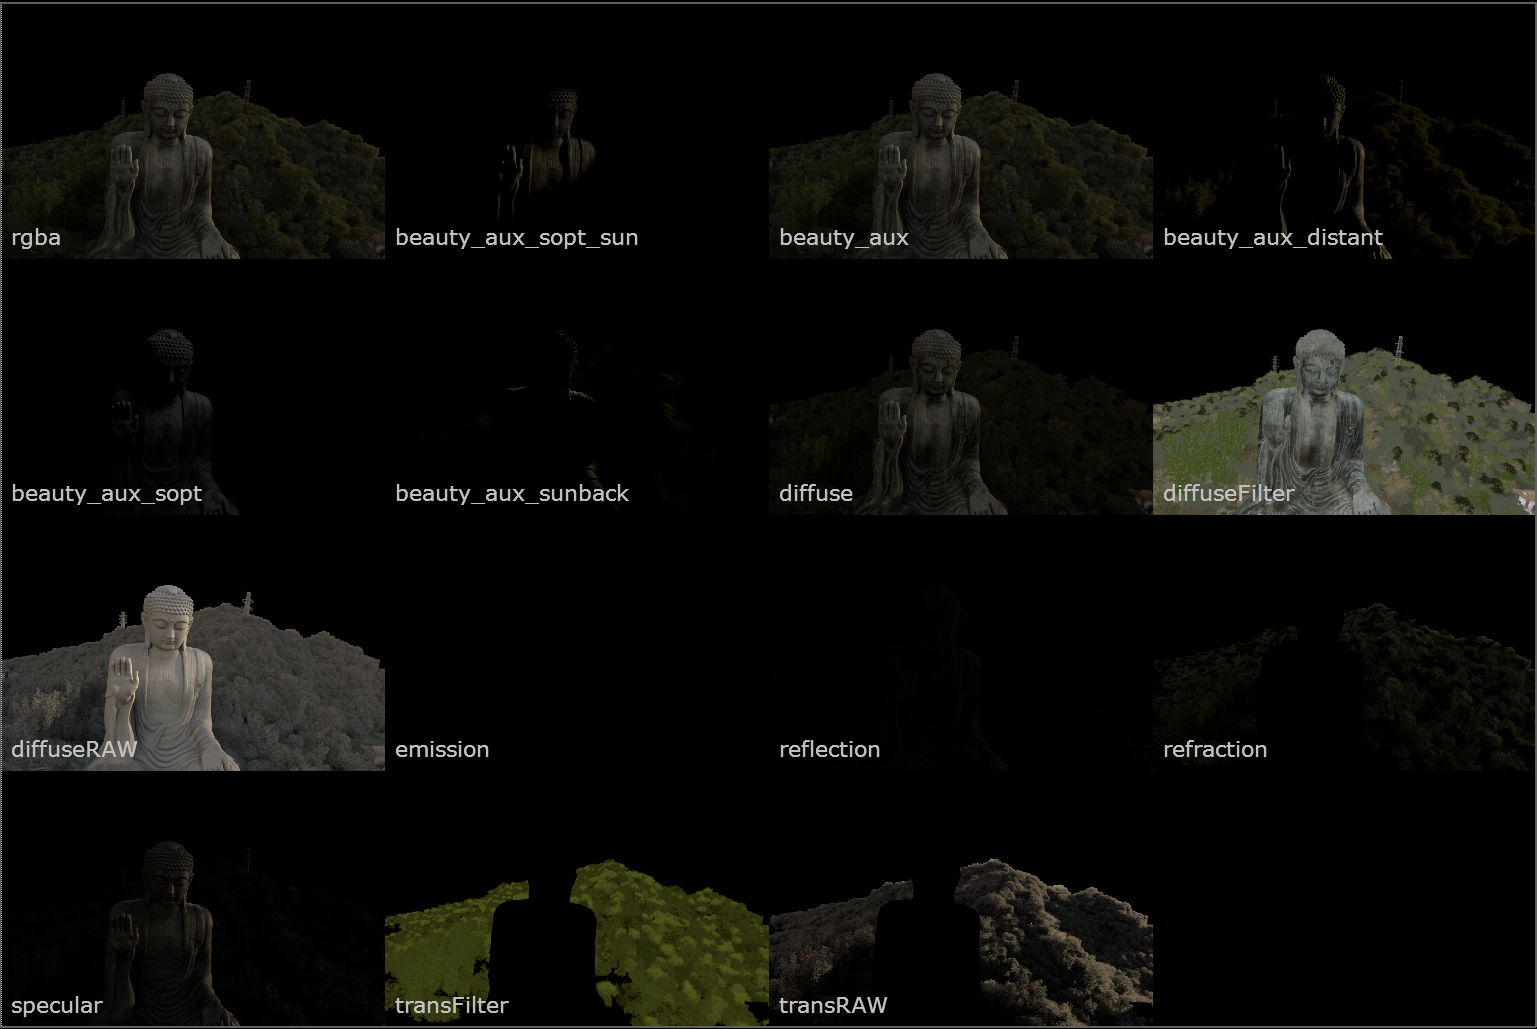 rgba
beauty_aux_sopt_sun
beauty_aux
beauty_aux_distant
beauty_aux_sopt
beauty_aux_sunback
diffuse
diffuseFilter
diffuseRAW
emission
reflection
refraction
specular
transFilter
transRAW